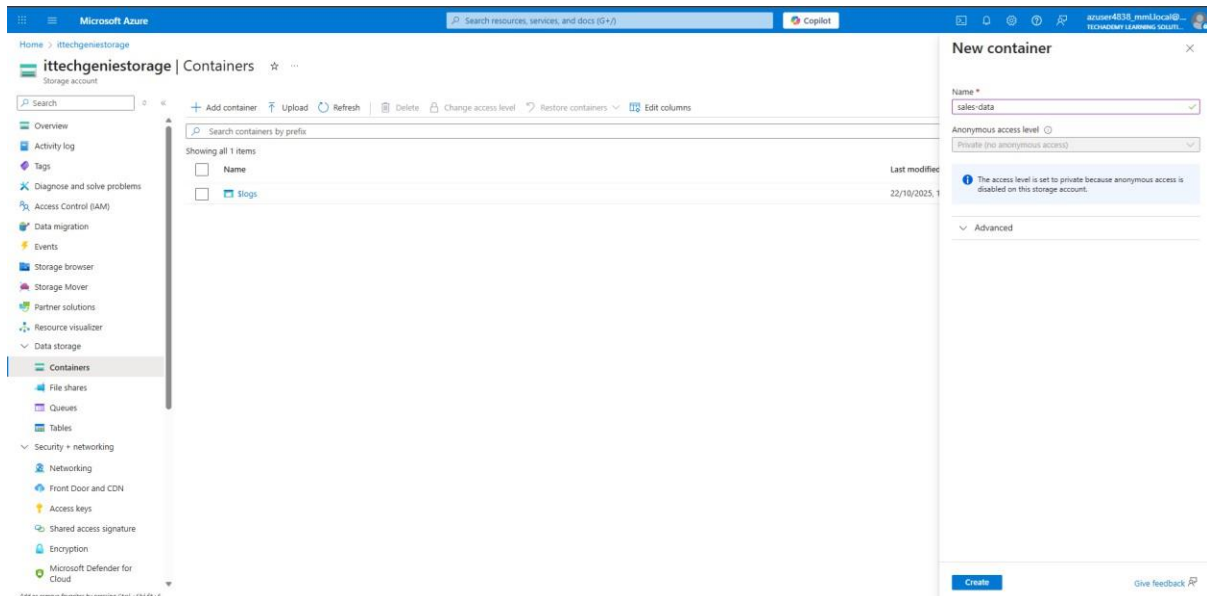 Microsoft Azure
Search resources, services, and docs (G+/)
Copilot
azuser4838_mml.local@...
TECHADEMY LEARNING SOLUTI...
Home > ittechgeniestorage
ittechgeniestorage | Containers
Storage account
Search
Overview
Activity log
Tags
Diagnose and solve problems
Access Control (IAM)
Data migration
Events
Storage browser
Storage Mover
Partner solutions
Resource visualizer
Data storage
Containers
File shares
Queues
Tables
Security + networking
Networking
Front Door and CDN
Access keys
Shared access signature
Encryption
Microsoft Defender for
Cloud
Add container Upload Refresh Delete Change access level Restore containers Edit columns
Search containers by prefix
Showing all 1 items
Name Last modified
$logs 22/10/2025, 1
New container
Name *
sales-data
Anonymous access level
Private (no anonymous access)
The access level is set to private because anonymous access is
disabled on this storage account.
Advanced
Create
Give feedback